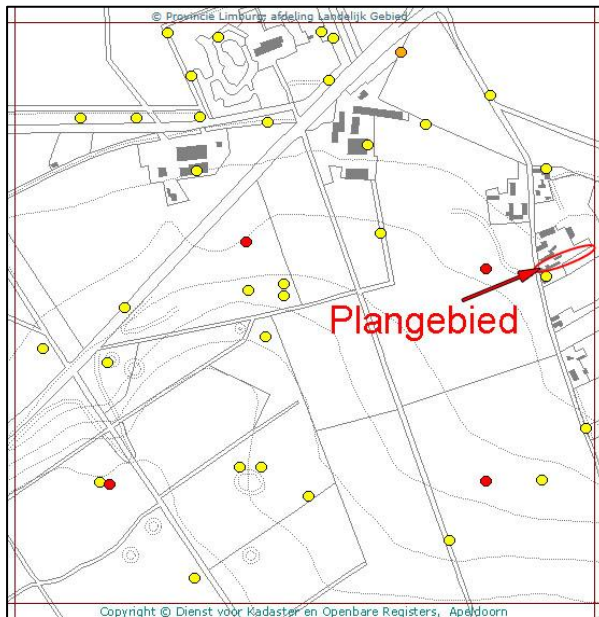 © Provincie Limburg, afdeling Landelijk Gebied
Plangebied
Copyright © Dienst voor Kadaster en Openbare Registers, Apeldoorn